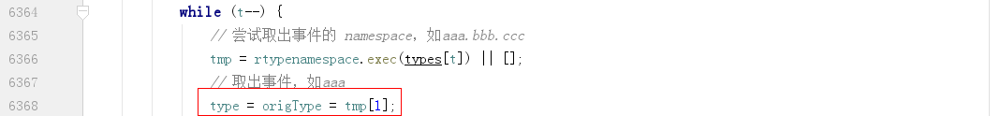 6364 while (t--) {
6365 // 尝试取出事件的 namespace，如aaa.bbb.ccc
6366 tmp = rtypenamespace.exec(types[t]) || [];
6367 // 取出事件，如aaa
6368 type = origType = tmp[1];